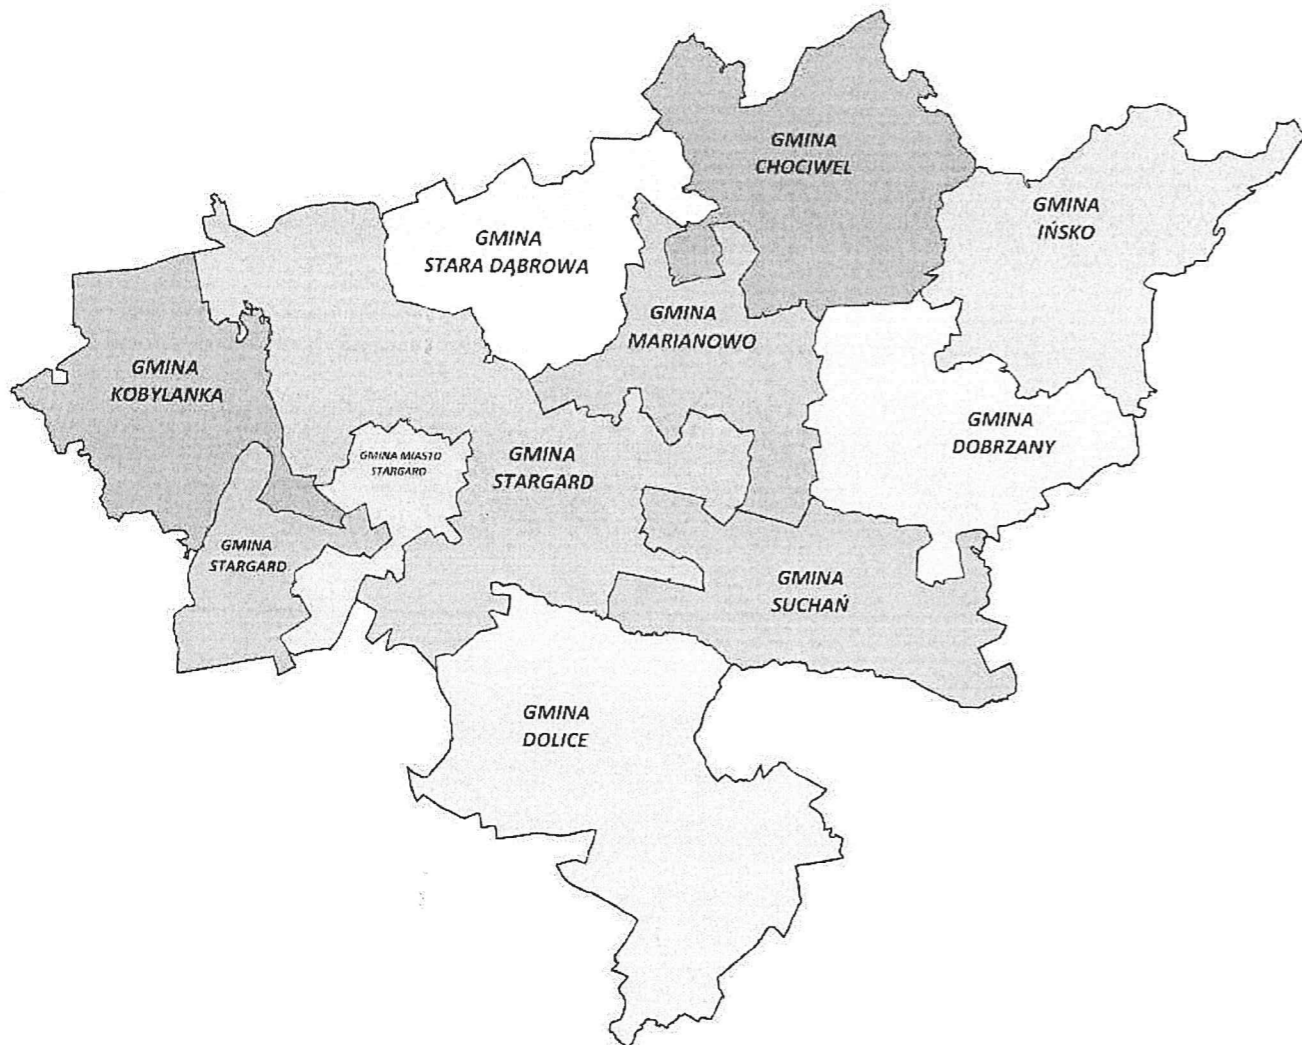 GMINA
CHOCIWEL
GMINA
IŃSKO
GMINA
STARA DĄBROWA
GMINA
MARIANOWO
GMINA
KOBYLANKA
GMINA
DOBRZANY
GMINA MIASTO
STARGARD
GMINA
STARGARD
GMINA
STARGARD
GMINA
SUCHAŃ
GMINA
DOLICE